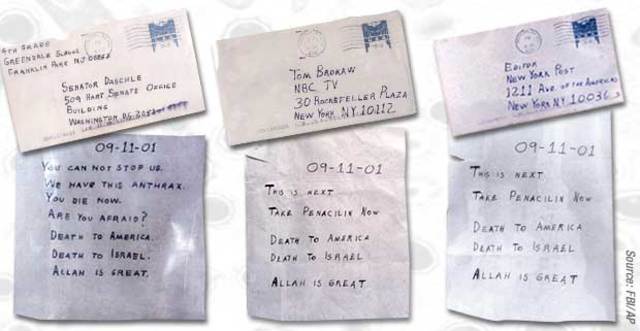 4TH GRADE
GREENDALE SCHOOL
FRANKLIN PARK NJ 08852
SENATOR DASCHLE
509 HART SENATE OFFICE
BUILDING
WASHINGTON DC
TOM BROKAW
NBC TV
30 ROCKEFELLER PLAZA
NEW YORK NY 10112
EDITOR
NEW YORK POST
1211 AVE. OF THE AMERICAS
NEW YORK NY 10036
09-11-01
YOU CAN NOT STOP US.
WE HAVE THIS ANTHRAX.
YOU DIE NOW.
ARE YOU AFRAID?
DEATH TO AMERICA.
DEATH TO ISRAEL.
ALLAH IS GREAT.
09-11-01
THIS IS NEXT
TAKE PENACILIN NOW
DEATH TO AMERICA
DEATH TO ISRAEL
ALLAH IS GREAT
09-11-01
THIS IS NEXT
TAKE PENACILIN NOW
DEATH TO AMERICA
DEATH TO ISRAEL
ALLAH IS GREAT
Source: FBI/AP